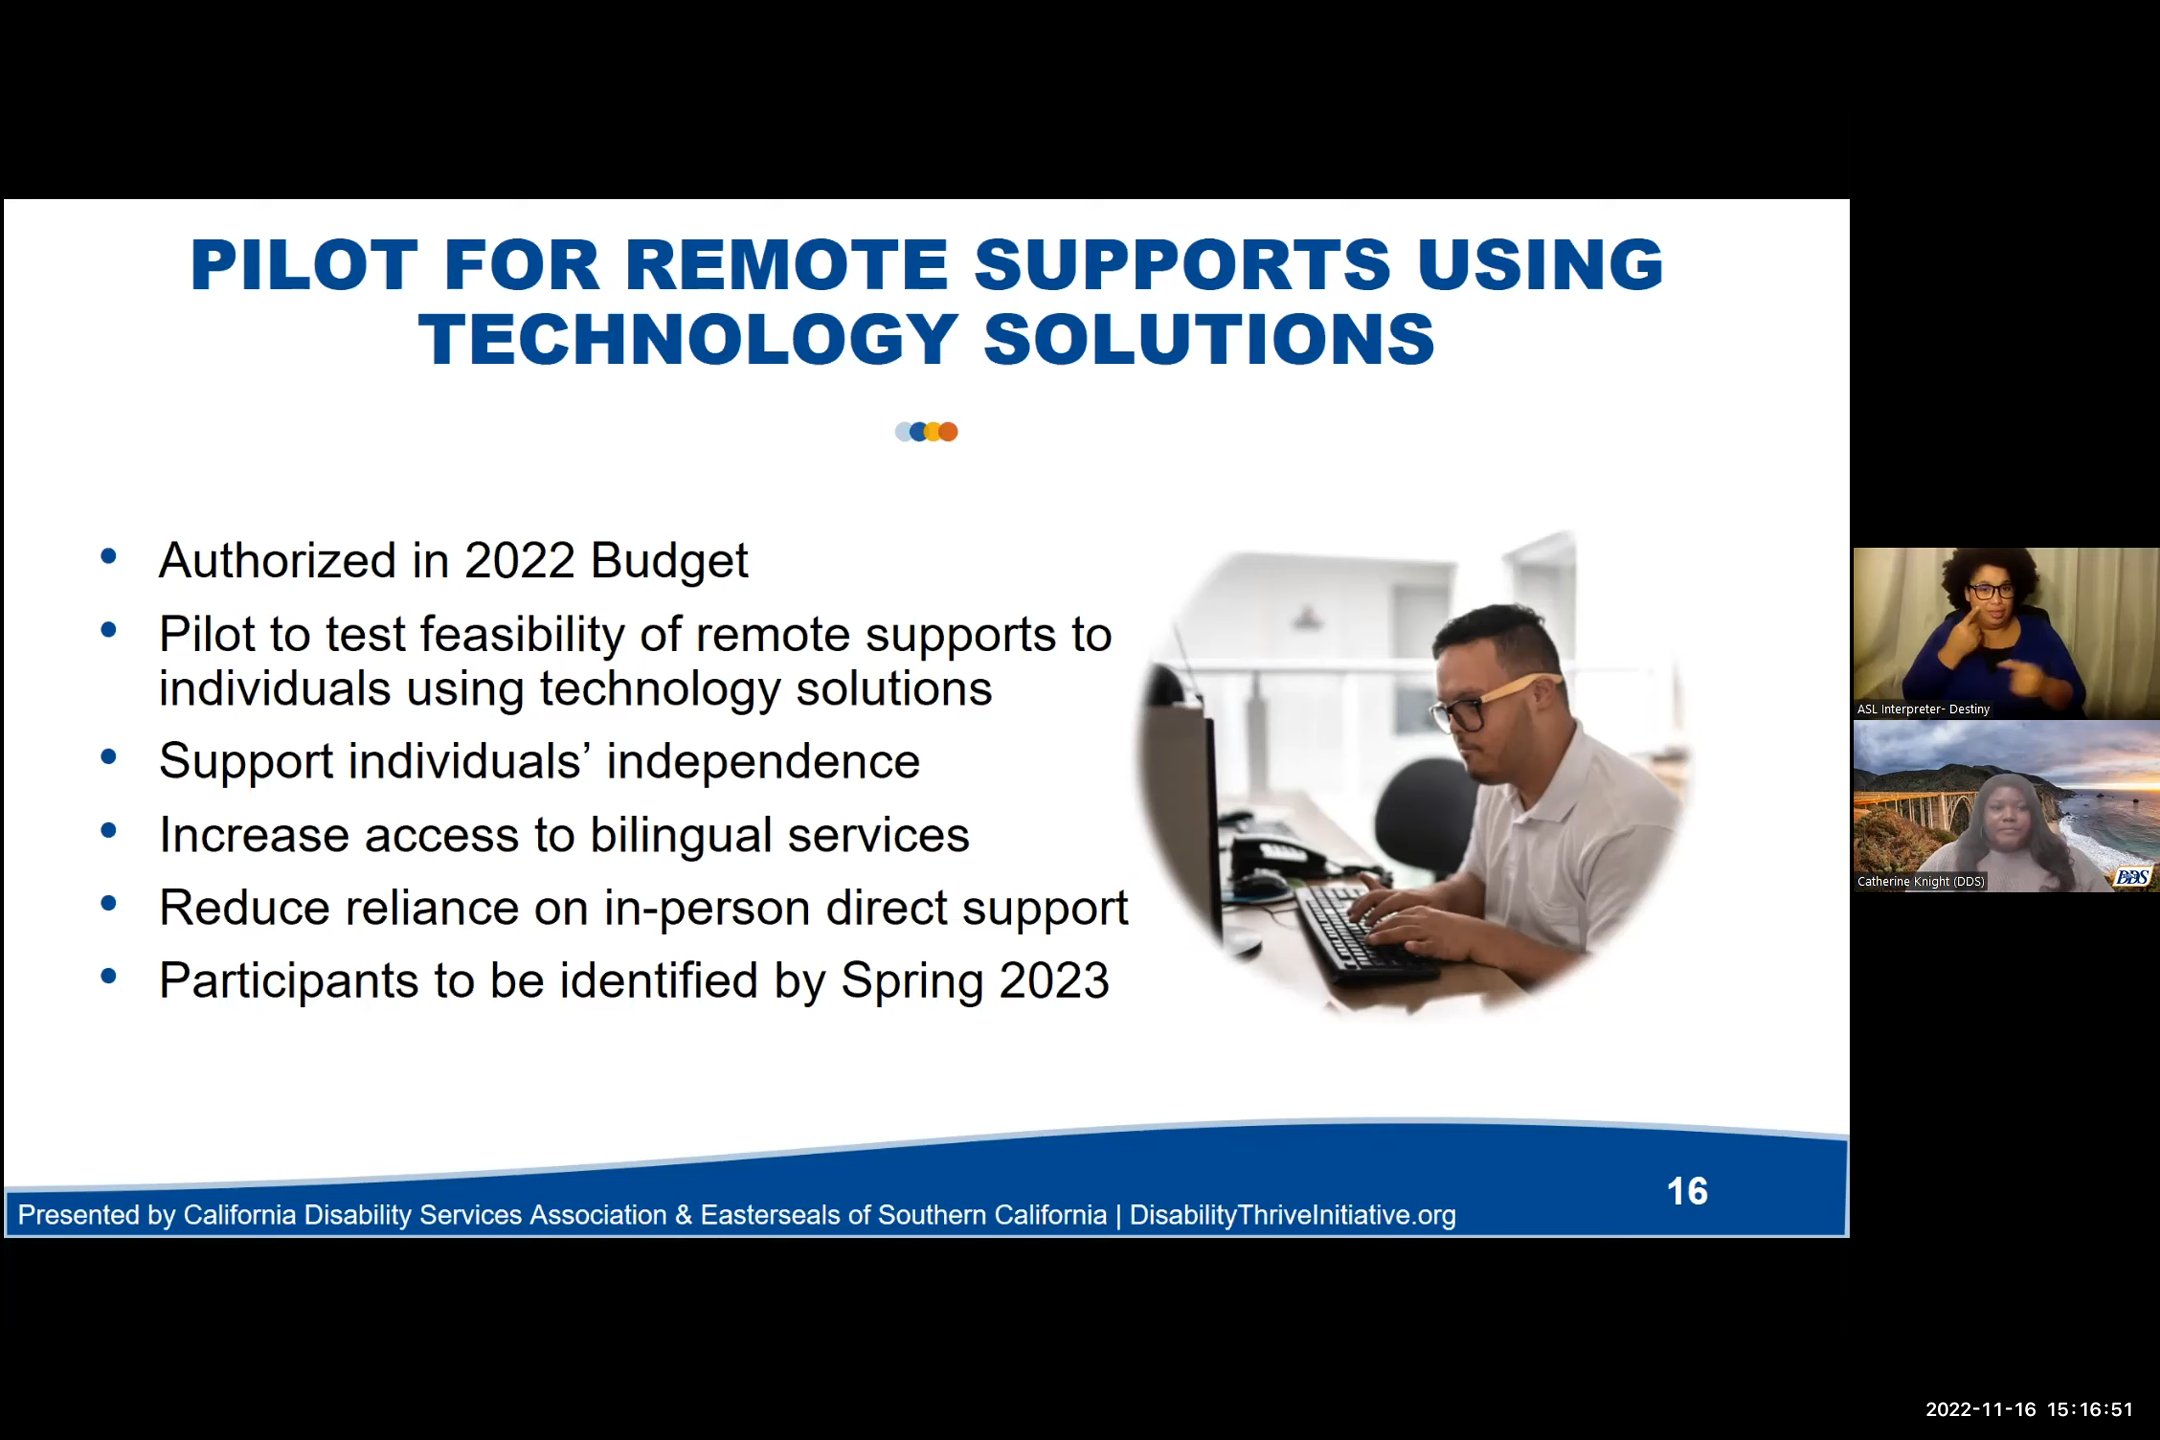 PILOT FOR REMOTE SUPPORTS USING
TECHNOLOGY SOLUTIONS
• Authorized in 2022 Budget
• Pilot to test feasibility of remote supports to
individuals using technology solutions
• Support individuals’ independence
• Increase access to bilingual services
• Reduce reliance on in-person direct support
• Participants to be identified by Spring 2023
Presented by California Disability Services Association & Easterseals of Southern California | DisabilityThriveInitiative.org
16
ASL Interpreter- Destiny
Catherine Knight (DDS)
DDS
2022-11-16 15:16:51